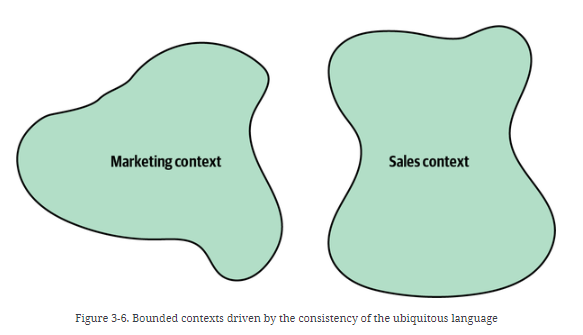 Marketing context
Sales context
Figure 3-6. Bounded contexts driven by the consistency of the ubiquitous language